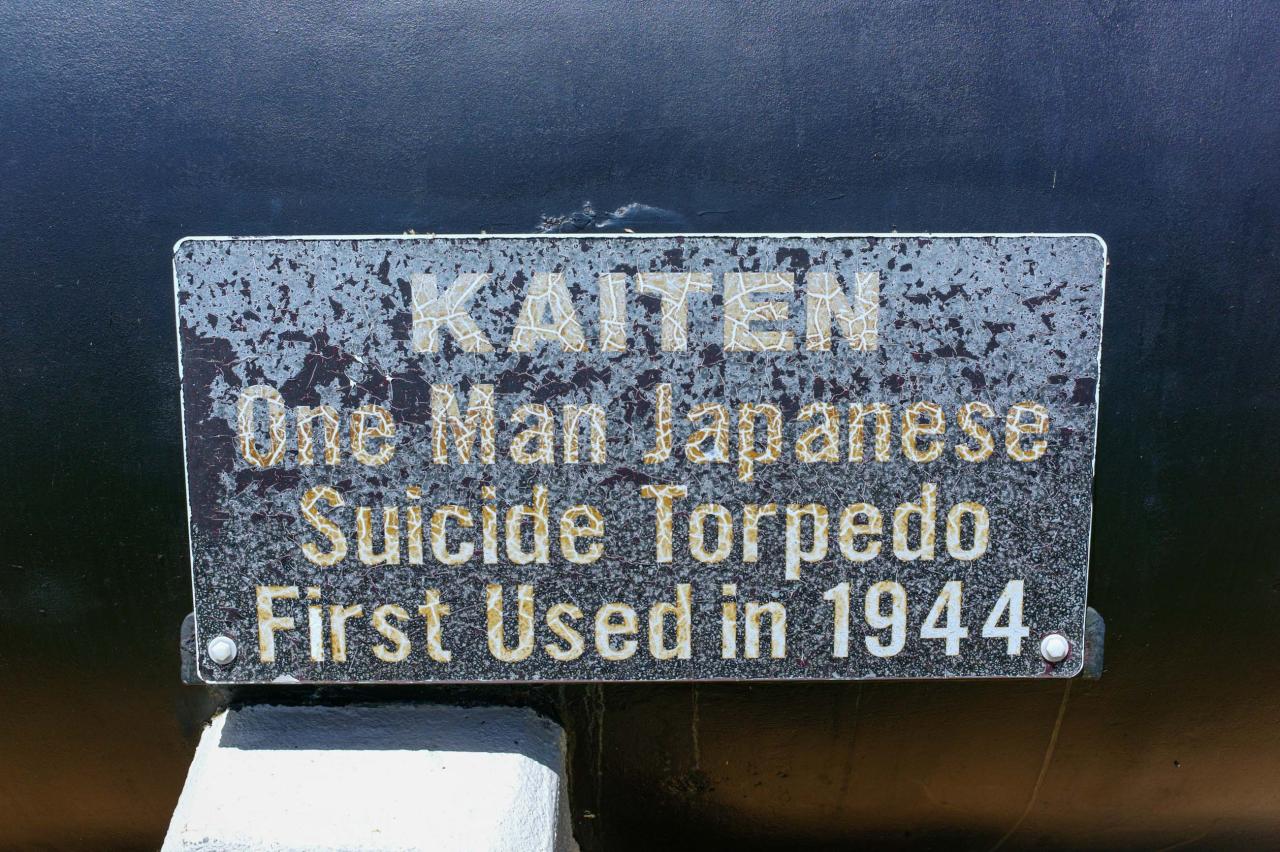 KAITEN
One Man Japanese
Suicide Torpedo
First Used in 1944